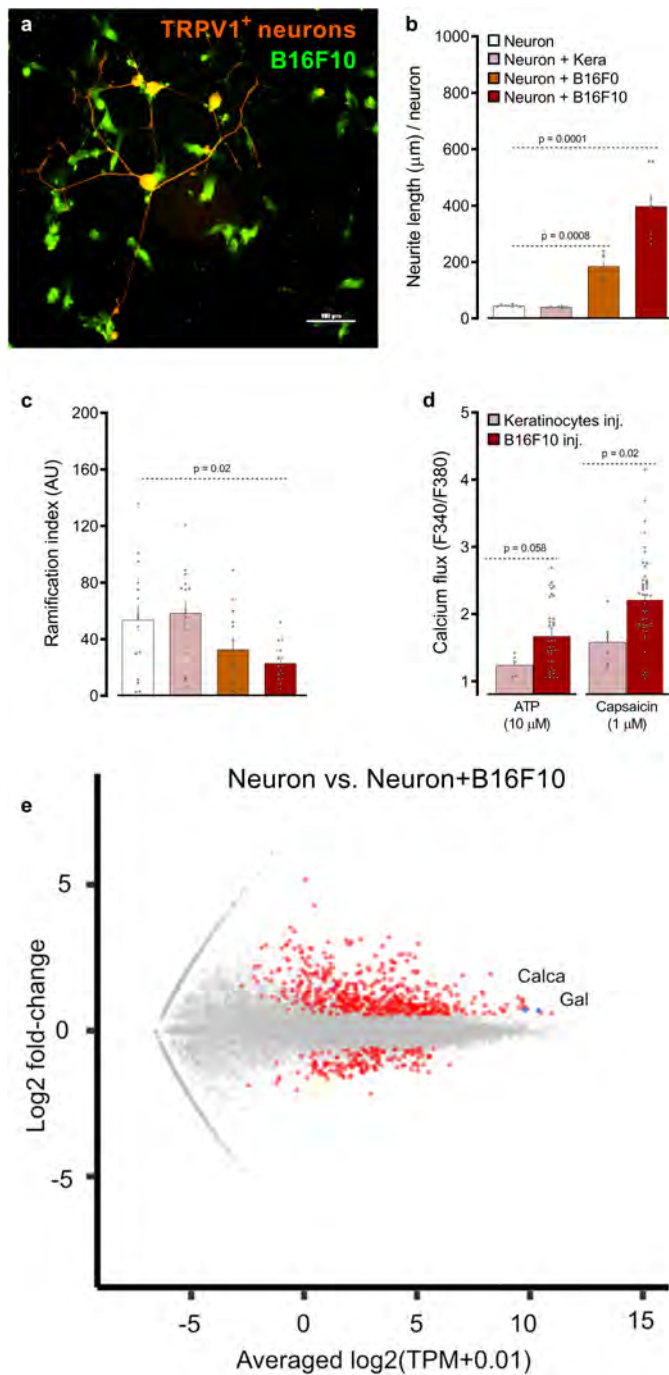 a
TRPV1+ neurons
B16F10
b
Neuron
Neuron + Kera
Neuron + B16F0
Neuron + B16F10
Neurite length (μm) / neuron
1000
800
600
400
200
0
p = 0.0001
p = 0.0008
c
Ramification index (AU)
200
160
120
80
40
0
p = 0.02
d
Keratinocytes inj.
B16F10 inj.
Calcium flux (F340/F380)
5
4
3
2
1
p = 0.058
p = 0.02
ATP
(10 μM)
Capsaicin
(1 μM)
e
Neuron vs. Neuron+B16F10
Log2 fold-change
5
0
-5
Calca
Gal
-5
0
5
10
15
Averaged log2(TPM+0.01)